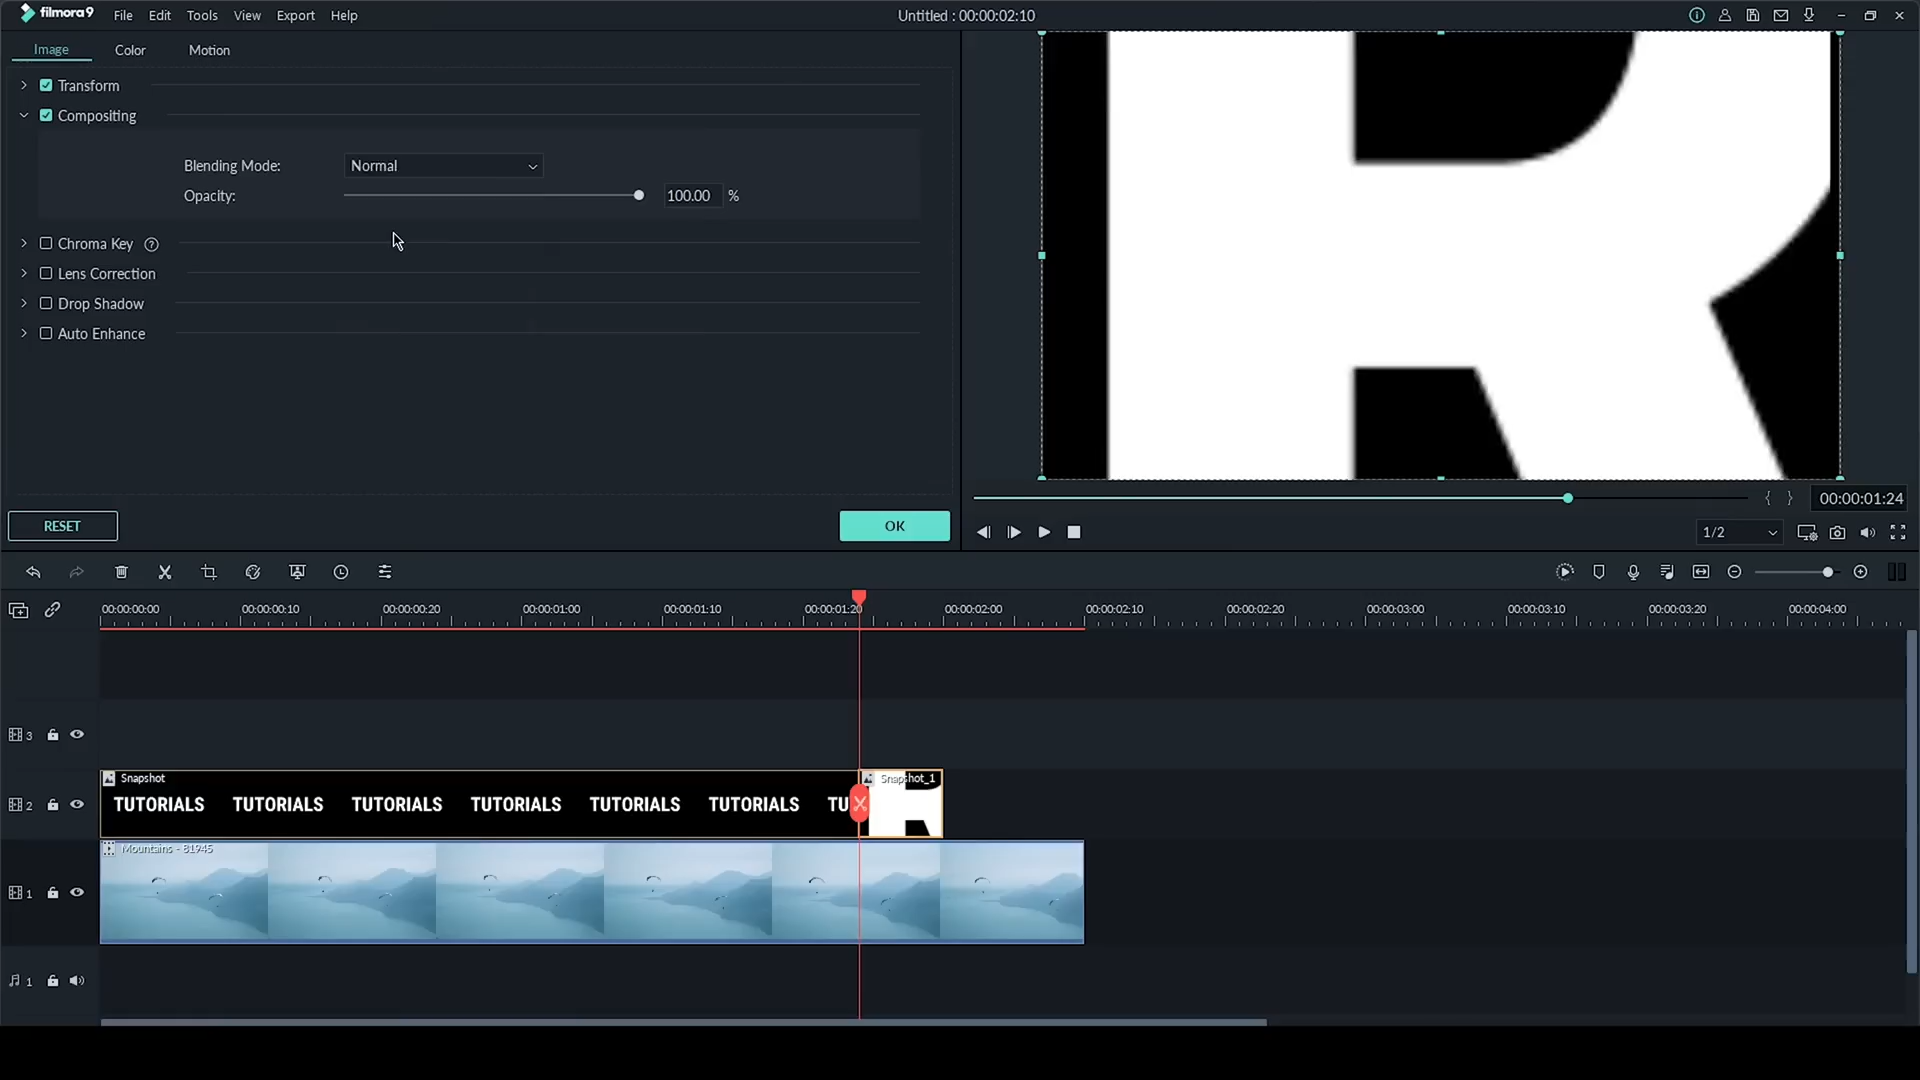 filmora9 File Edit Tools View Export Help Untitled : 00:00:02:10
Image Color Motion
Transform
Compositing
Blending Mode: Normal
Opacity: 100.00 %
Chroma Key ?
Lens Correction
Drop Shadow
Auto Enhance
RESET OK
R
{ } 00:00:01:24
1/2
00:00:00:00 00:00:00:10 00:00:00:20 00:00:01:00 00:00:01:10 00:00:01:20 00:00:02:00 00:00:02:10 00:00:02:20 00:00:03:00 00:00:03:10 00:00:03:20 00:00:04:00
3
Snapshot Snapshot_1
2 TUTORIALS TUTORIALS TUTORIALS TUTORIALS TUTORIALS TUTORIALS TU R
Mountains - 81945
1
1